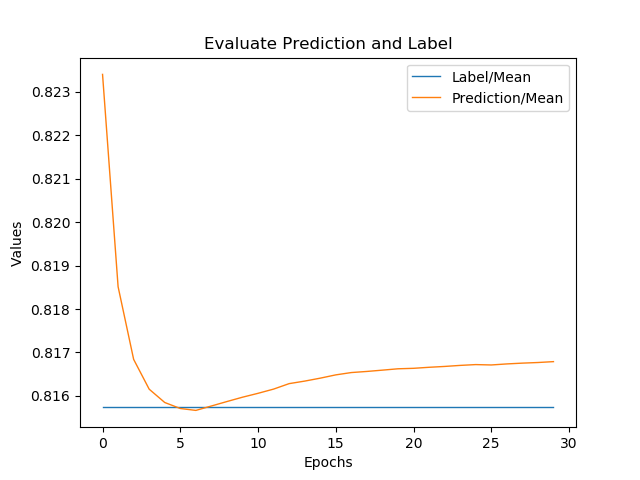 Evaluate Prediction and Label
Label/Mean
Prediction/Mean
0.823
0.822
0.821
0.820
0.819
0.818
0.817
0.816
Values
0 5 10 15 20 25 30
Epochs